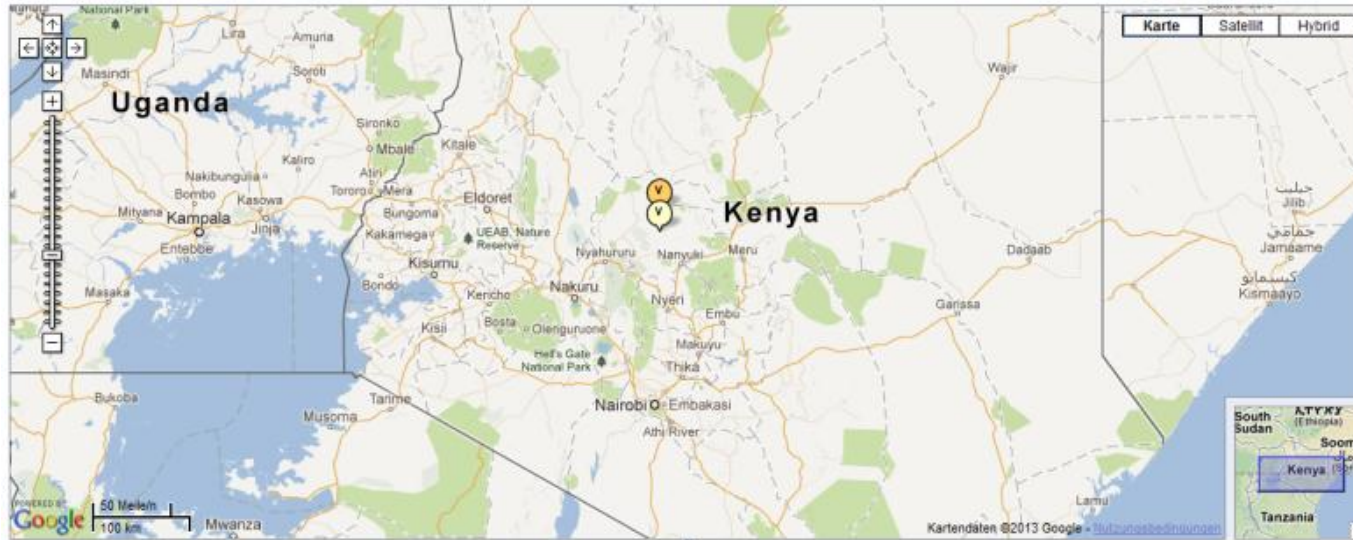 National Park
Lira
Amuria
Karte
Satellit
Hybrid
Masindi
Soroti
Wajir
Uganda
Sironko
Mbale
Kitale
Kaliro
Nakibungulia
Atiri
Tororo
Mera
Bombo
Kasowa
Eldoret
V
V
Kenya
جيليب
Jilib
Mityana
Kampala
Jinja
Bungoma
Kakamega
UEAB, Nature
Reserve
Entebbe
Nyahururu
Nanyuki
Meru
Dadaab
جمامي
Jamaame
Kisumu
Masaka
Bondo
Kericho
Nakuru
Nyeri
Garissa
كيسمايو
Kismaayo
Kisii
Bosta
Olenguruone
Embu
Hell's Gate
National Park
Makuyu
Thika
Bukoba
Tarime
Musoma
Nairobi
Embakasi
Athi River
South
Sudan
(Ethiopia)
Soom
Kenya
Tanzania
POWERED BY
Google
50 Meile/n
100 km
Mwanza
Lamu
Kartendaten ©2013 Google - Nutzungsbedingungen